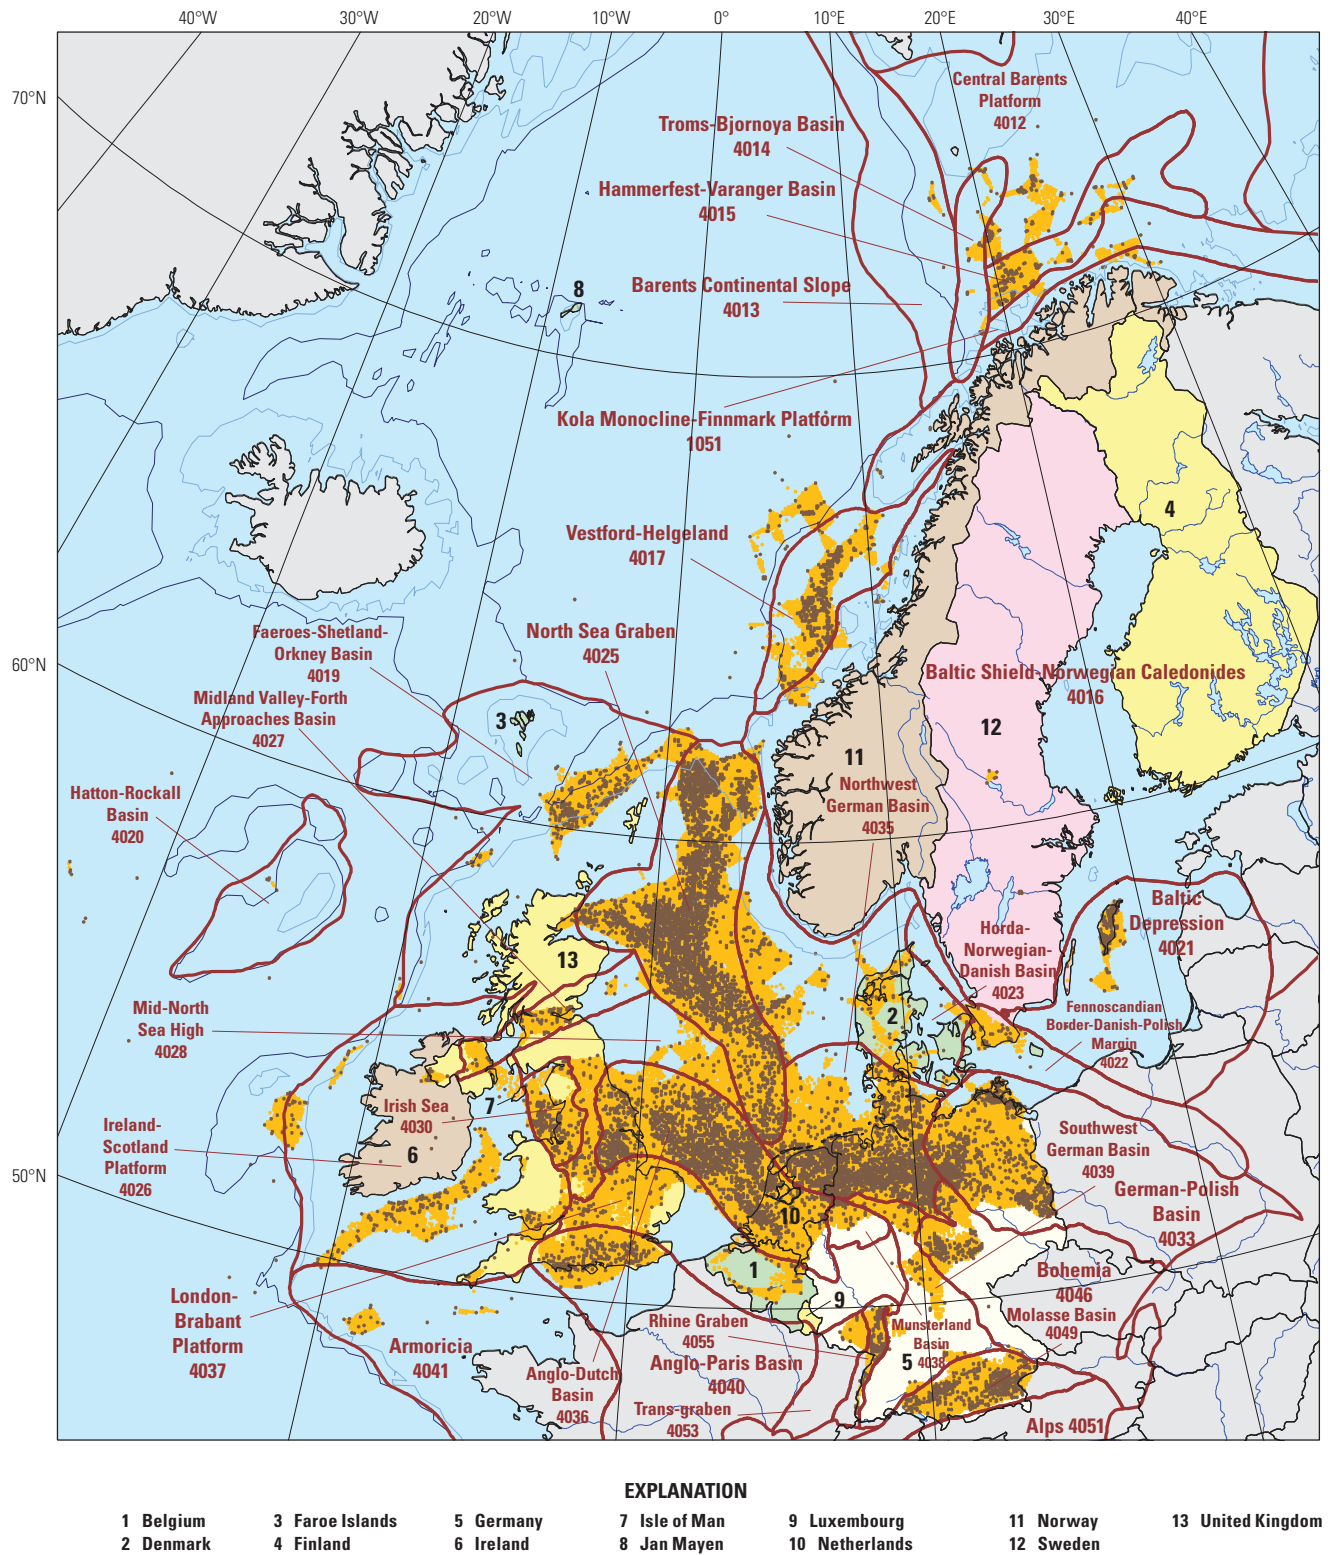 40°W
30°W
20°W
10°W
0°
10°E
20°E
30°E
40°E
70°N
60°N
50°N
Central Barents
Platform
4012
Troms-Bjornoya Basin
4014
Hammerfest-Varanger Basin
4015
Barents Continental Slope
4013
8
Kola Monocline-Finnmark Platform
1051
4
Vestford-Helgeland
4017
Faeroes-Shetland-
Orkney Basin
4019
North Sea Graben
4025
Midland Valley-Forth
Approaches Basin
4027
Baltic Shield-Norwegian Caledonides
4016
3
12
11
Northwest
German Basin
4035
Hatton-Rockall
Basin
4020
Baltic
Depression
4021
Horda-
Norwegian-
Danish Basin
4023
13
Mid-North
Sea High
4028
2
Fennoscandian
Border-Danish-Polish
Margin
4022
7
Irish Sea
4030
Ireland-
Scotland
Platform
4026
6
Southwest
German Basin
4039
German-Polish
Basin
4033
10
1
9
Bohemia
4046
Molasse Basin
4049
London-
Brabant
Platform
4037
Armoricia
4041
Rhine Graben
4055
Munsterland
Basin
4038
5
Anglo-Paris Basin
4040
Anglo-Dutch
Basin
4036
Trans-graben
4053
Alps 4051
EXPLANATION
1 Belgium
2 Denmark
3 Faroe Islands
4 Finland
5 Germany
6 Ireland
7 Isle of Man
8 Jan Mayen
9 Luxembourg
10 Netherlands
11 Norway
12 Sweden
13 United Kingdom